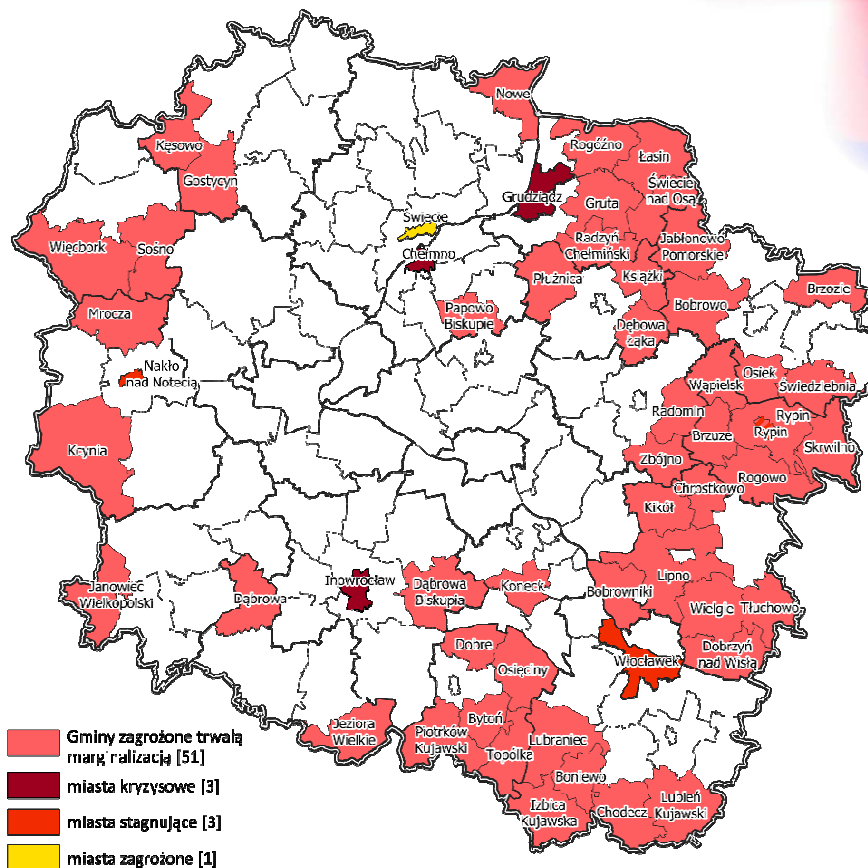 Nowe
Rogóźno
Łasin
Kęsowo
Gostycyn
Świecie
nad Osą
Grudziądz
Gruta
Świecie
Radzyń
Chełmiński
Jabłonowo
Pomorskie
Więcbork
Sośno
Chełmno
Płużnica
Książki
Brzozie
Mrocza
Papowo
Biskupie
Bobrowo
Dębowa
Łąka
Nakło
nad Notecią
Wąpielsk
Osiek
Świedziebnia
Radomin
Brzuze
Rypin
Rypin
Skrwilno
Kcynia
Zbójno
Rogowo
Chrostkowo
Kikół
Janowiec
Wielkopolski
Dąbrowa
Inowrocław
Dąbrowa
Biskupia
Koneck
Bobrowniki
Lipno
Wielgie
Tłuchowo
Dobre
Osięciny
Włocławek
Dobrzyń
nad Wisłą
Jeziora
Wielkie
Piotrków
Kujawski
Bytoń
Topólka
Lubraniec
Boniewo
Izbica
Kujawska
Chodecz
Lubień
Kujawski
Gminy zagrożone trwałą
marginalizacją [51]
miasta kryzysowe [3]
miasta stagnujące [3]
miasta zagrożone [1]